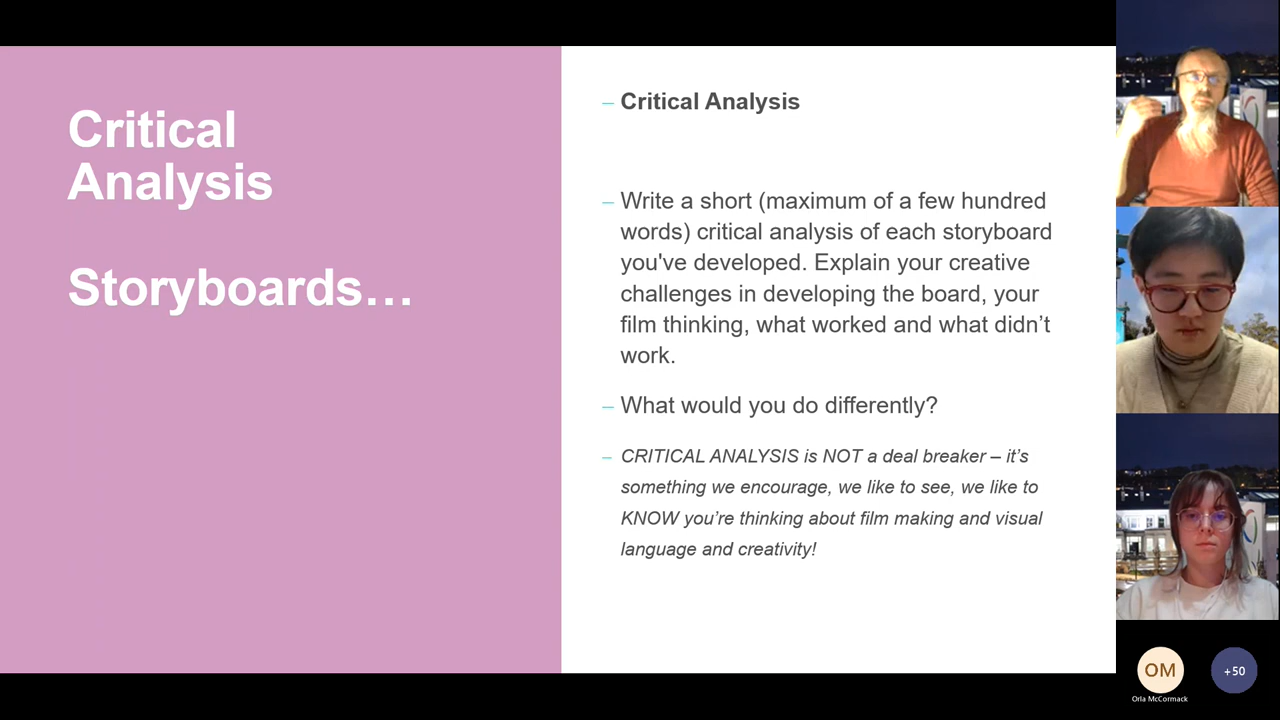 Critical
Analysis
Storyboards…
– Critical Analysis
– Write a short (maximum of a few hundred
words) critical analysis of each storyboard
you've developed. Explain your creative
challenges in developing the board, your
film thinking, what worked and what didn’t
work.
– What would you do differently?
– CRITICAL ANALYSIS is NOT a deal breaker – it’s
something we encourage, we like to see, we like to
KNOW you’re thinking about film making and visual
language and creativity!
OM
+50
Orla McCormack